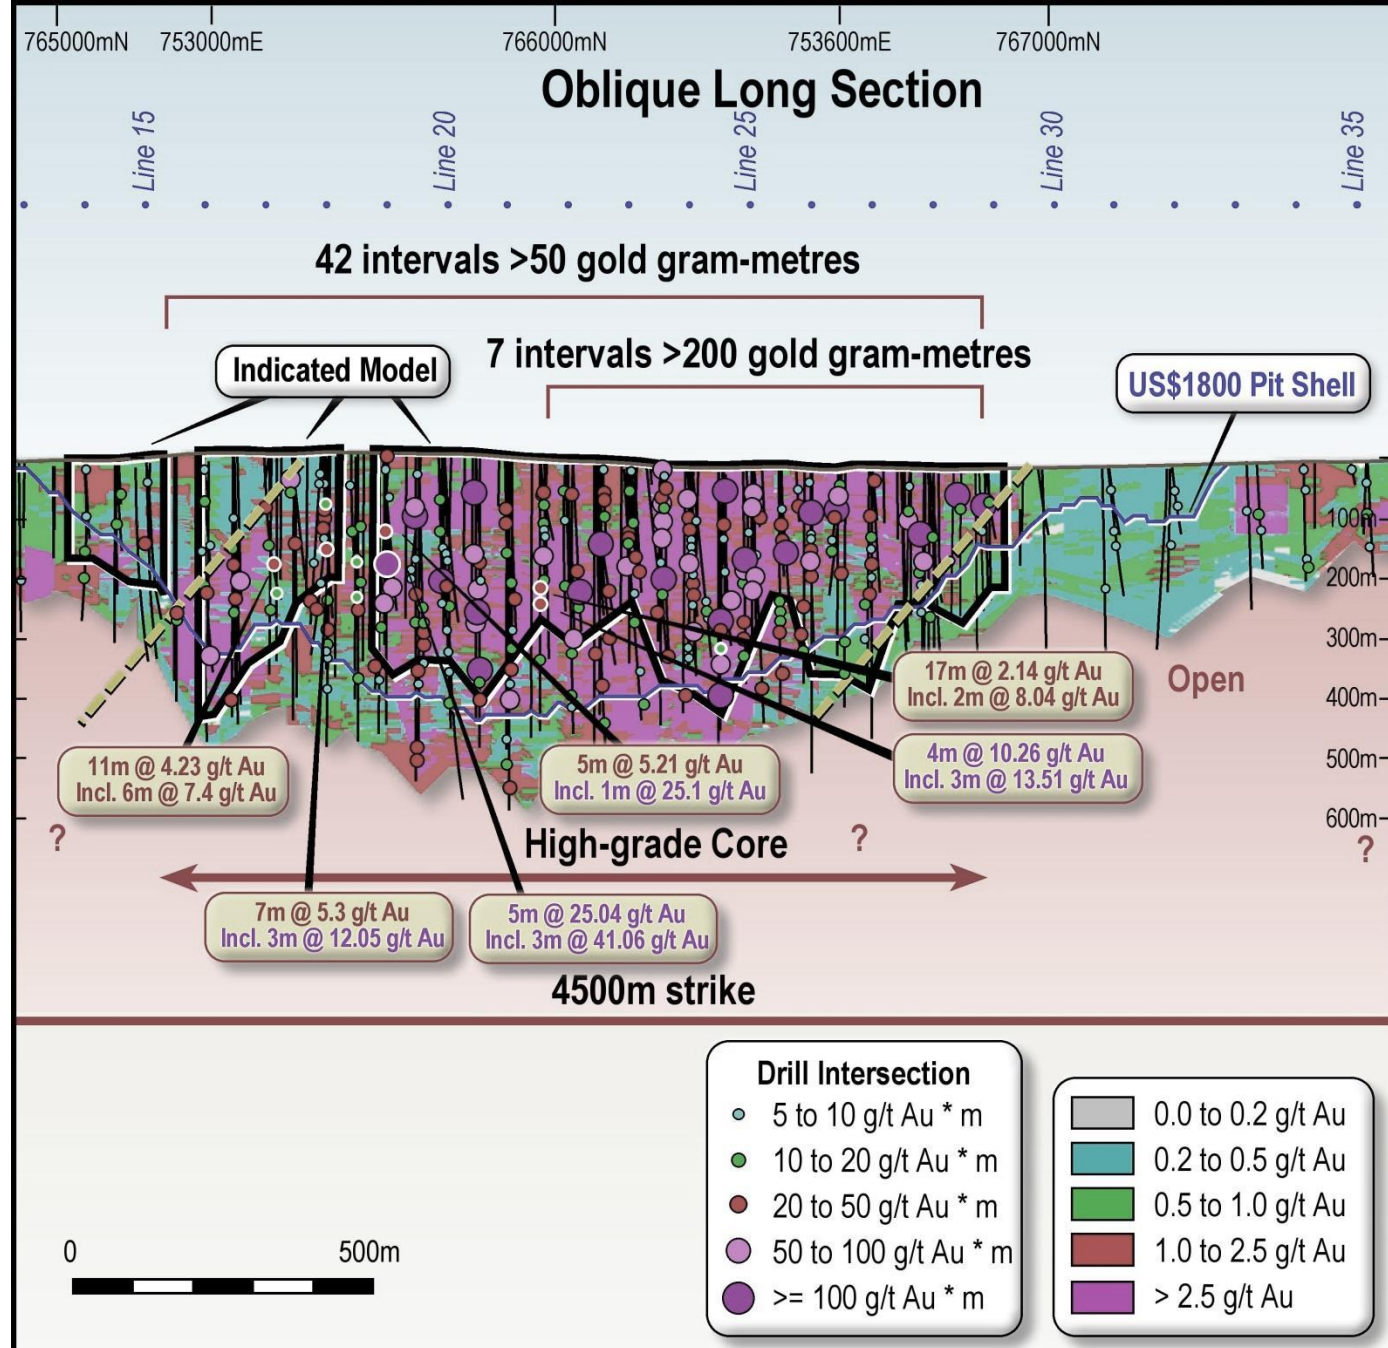 765000mN
753000mE
766000mN
753600mE
767000mN
Oblique Long Section
Line 15
Line 20
Line 25
Line 30
Line 35
42 intervals >50 gold gram-metres
7 intervals >200 gold gram-metres
Indicated Model
US$1800 Pit Shell
100m
200m
300m
400m
500m
600m
Open
17m @ 2.14 g/t Au
Incl. 2m @ 8.04 g/t Au
4m @ 10.26 g/t Au
Incl. 3m @ 13.51 g/t Au
11m @ 4.23 g/t Au
Incl. 6m @ 7.4 g/t Au
5m @ 5.21 g/t Au
Incl. 1m @ 25.1 g/t Au
?
?
?
High-grade Core
7m @ 5.3 g/t Au
Incl. 3m @ 12.05 g/t Au
5m @ 25.04 g/t Au
Incl. 3m @ 41.06 g/t Au
4500m strike
Drill Intersection
5 to 10 g/t Au * m
10 to 20 g/t Au * m
20 to 50 g/t Au * m
50 to 100 g/t Au * m
>= 100 g/t Au * m
0.0 to 0.2 g/t Au
0.2 to 0.5 g/t Au
0.5 to 1.0 g/t Au
1.0 to 2.5 g/t Au
> 2.5 g/t Au
0
500m